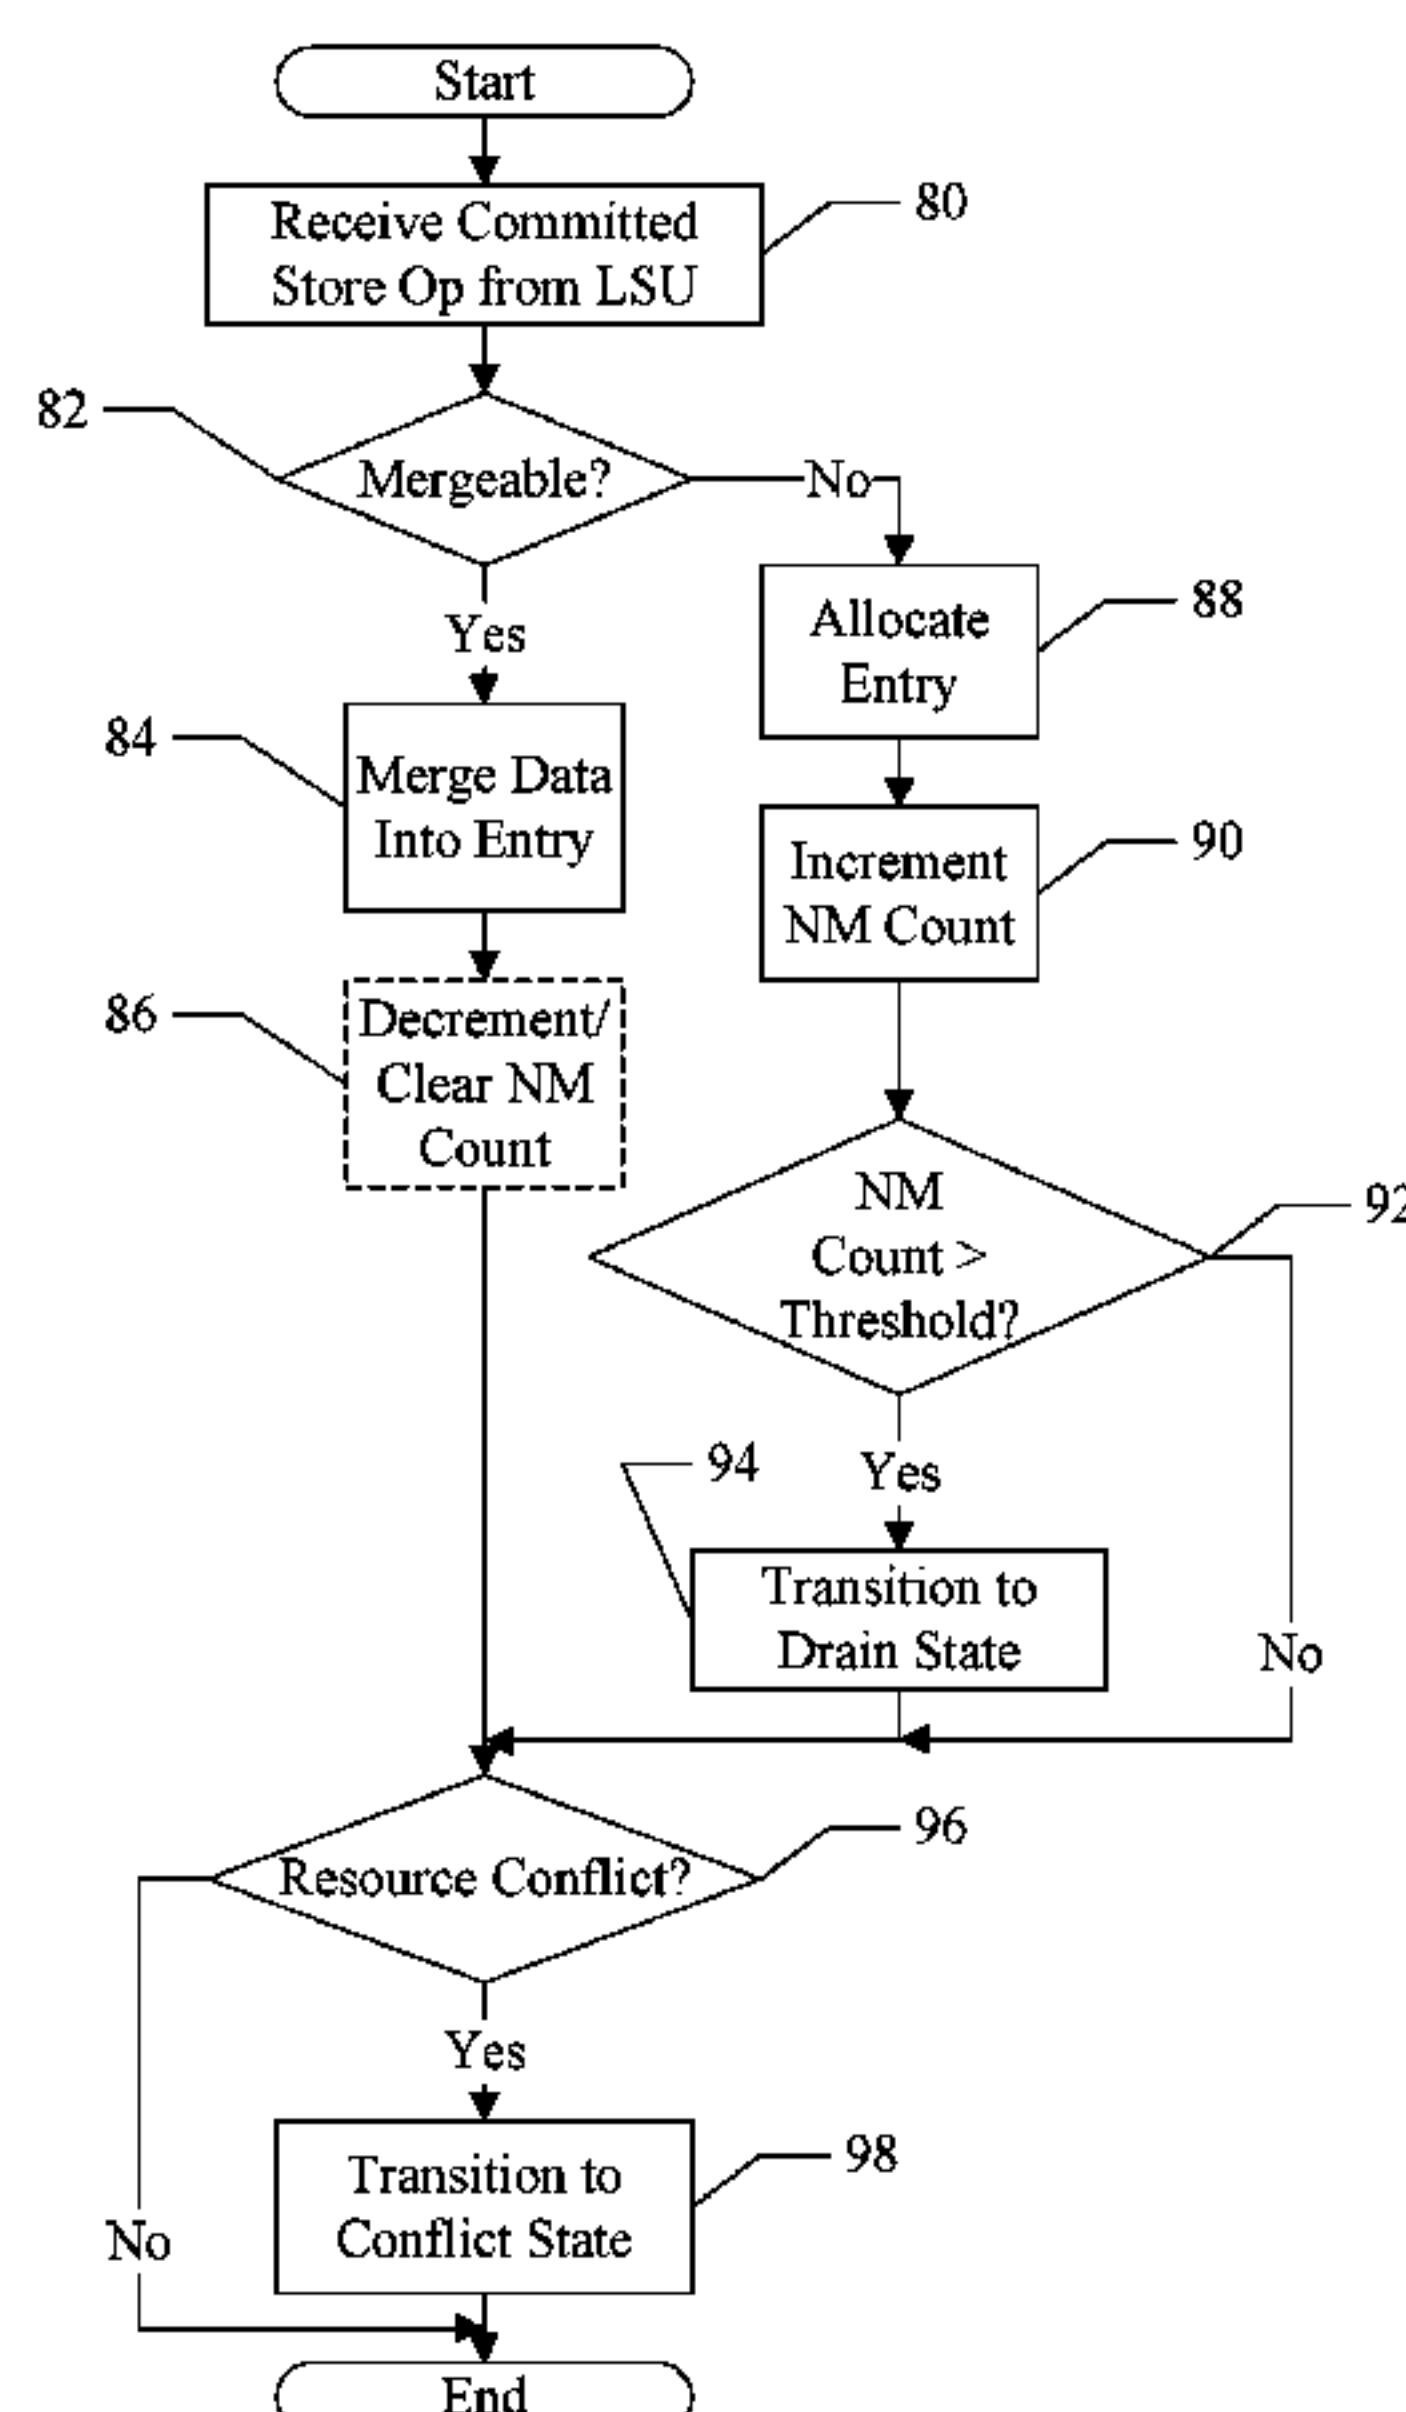 Start
Receive Committed
Store Op from LSU
80
82
Mergeable?
No
Yes
88
Allocate
Entry
84
Merge Data
Into Entry
90
Increment
NM Count
86
Decrement/
Clear NM
Count
NM
Count >
Threshold?
92
94
Yes
Transition to
Drain State
No
96
Resource Conflict?
Yes
98
Transition to
Conflict State
No
End